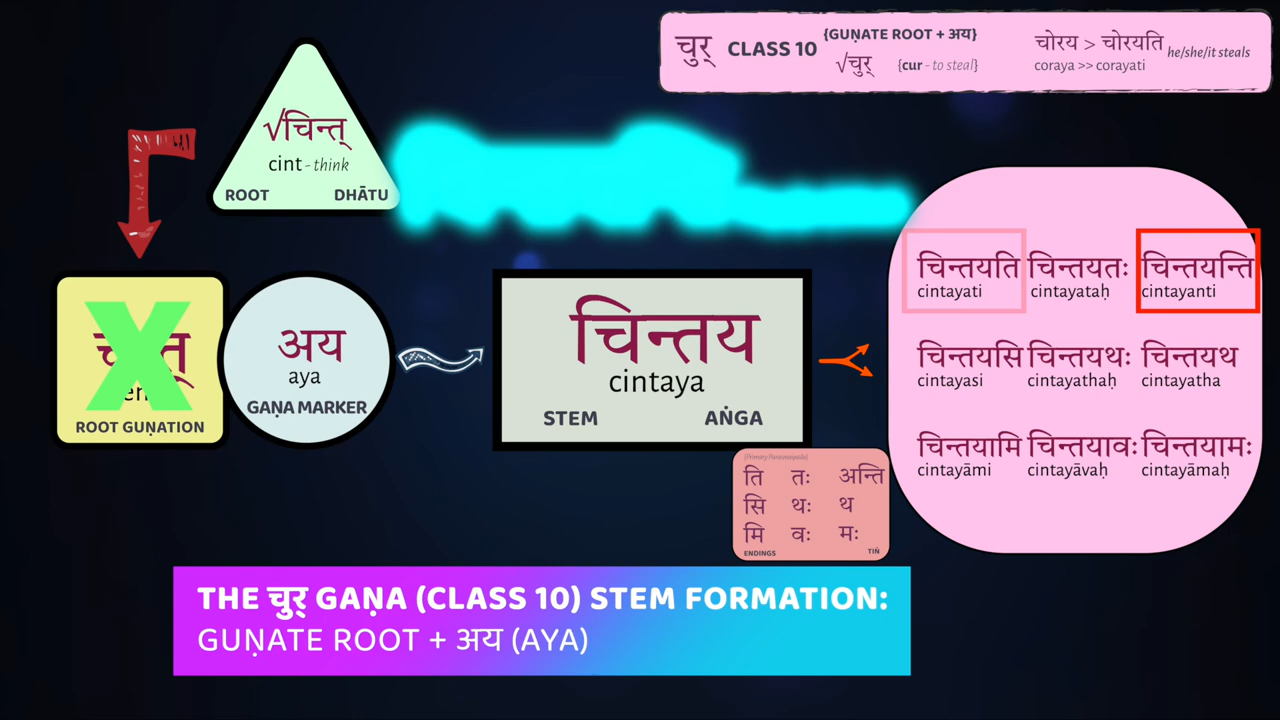 चुर् CLASS 10 {GUṆATE ROOT + अय}
√चुर् {cur - to steal}
चोरय > चोरयति he/she/it steals
coraya >> corayati
√चिन्त्
cint - think
ROOT DHĀTU
ROOT GUṆATION
अय
aya
GAṆA MARKER
चिन्तय
cintaya
STEM AṄGA
चिन्तयति चिन्तयतः चिन्तयन्ति
cintayati cintayataḥ cintayanti
चिन्तयसि चिन्तयथः चिन्तयथ
cintayasi cintayathaḥ cintayatha
चिन्तयामि चिन्तयावः चिन्तयामः
cintayāmi cintayāvaḥ cintayāmaḥ
[Primary Parasmaipada]
ति तः अन्ति
सि थः थ
मि वः मः
ENDINGS TIṄ
THE चुर् GAṆA (CLASS 10) STEM FORMATION:
GUṆATE ROOT + अय (AYA)